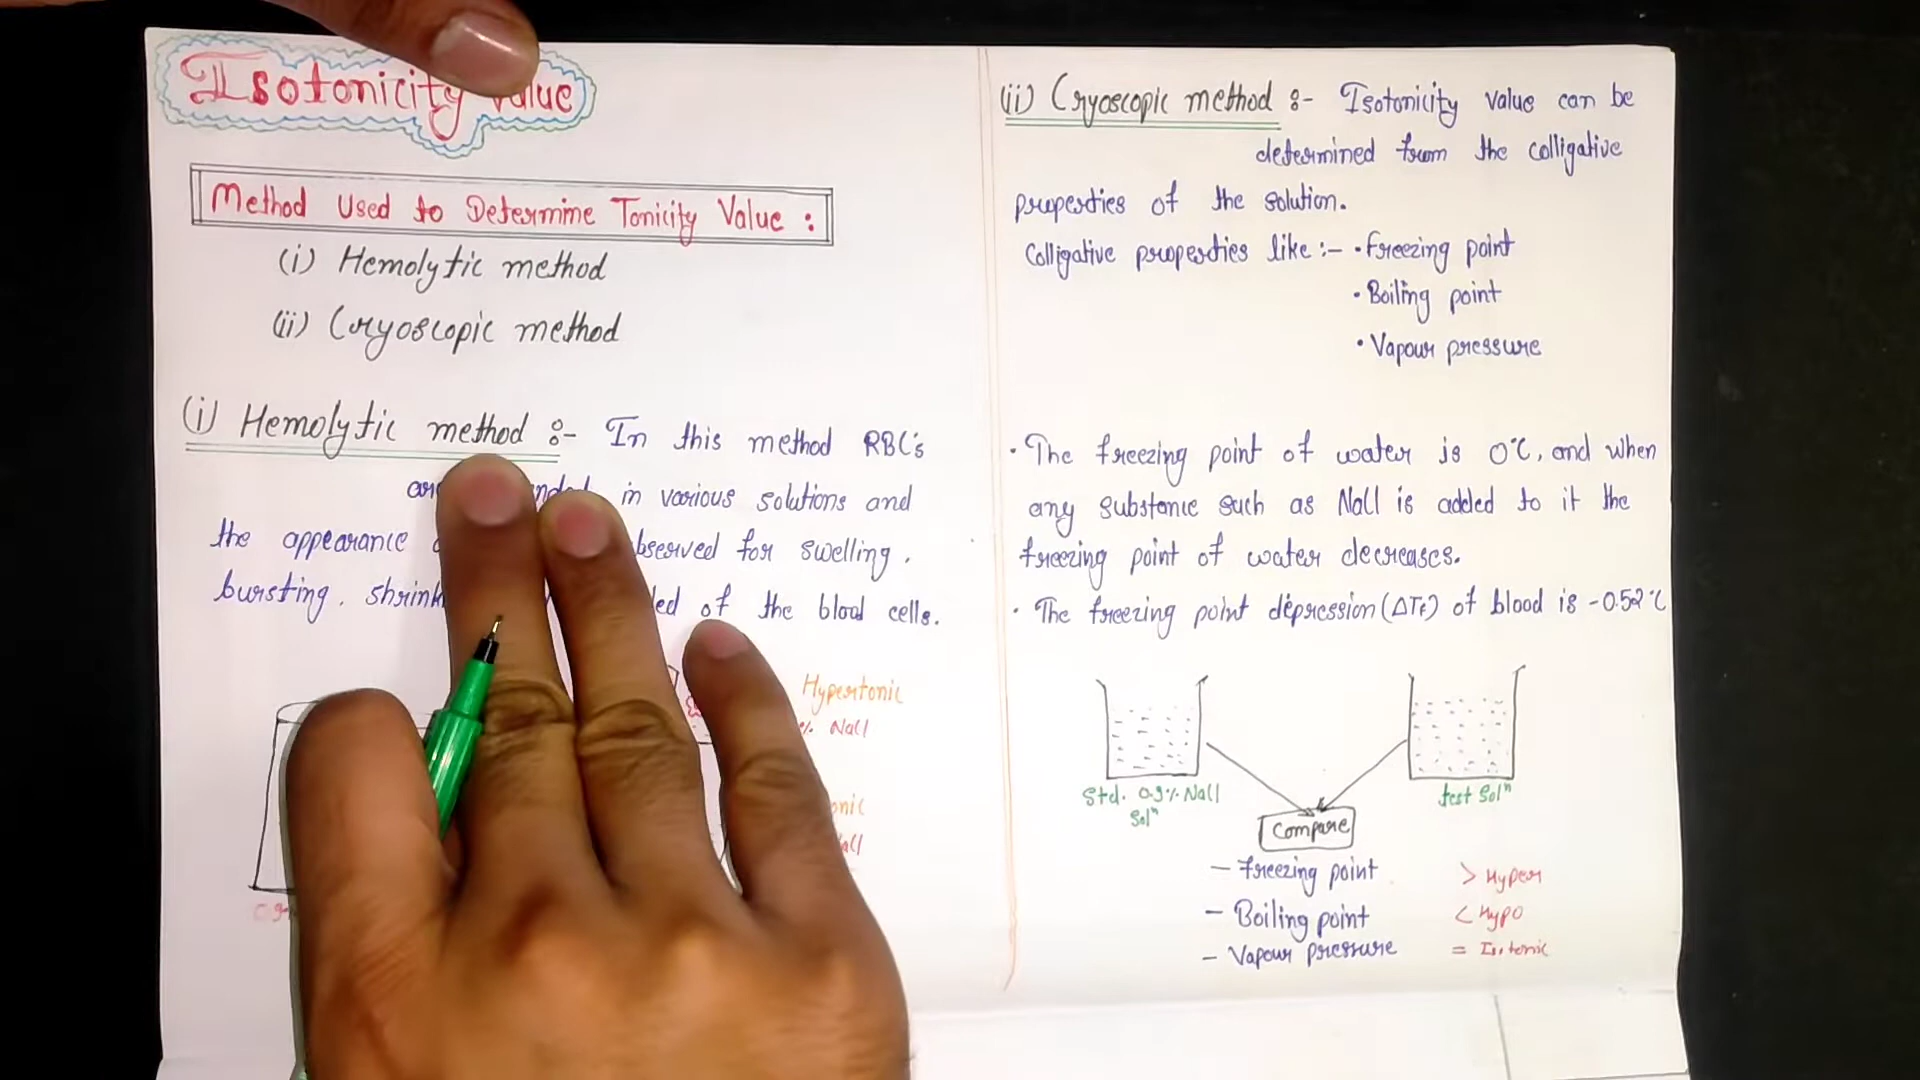 Isotonicity Value
Method Used to Determine Tonicity Value :
(i) Hemolytic method
(ii) Cryoscopic method
(i) Hemolytic method :- In this method RBC's
in various solutions and
the appearance observed for swelling,
bursting, of the blood cells.
Hypertonic
% NaCl
(ii) Cryoscopic method :- Isotonicity value can be
determined from the colligative
properties of the solution.
Colligative properties like :- • Freezing point
• Boiling point
• Vapour pressure
• The freezing point of water is 0°C, and when
any substance such as NaCl is added to it the
freezing point of water decreases.
• The freezing point depression (ΔTf) of blood is -0.52°C
Std. 0.9% NaCl
Solⁿ
test Solⁿ
Compare
- Freezing point > Hyper
- Boiling point < Hypo
- Vapour pressure = Isotonic